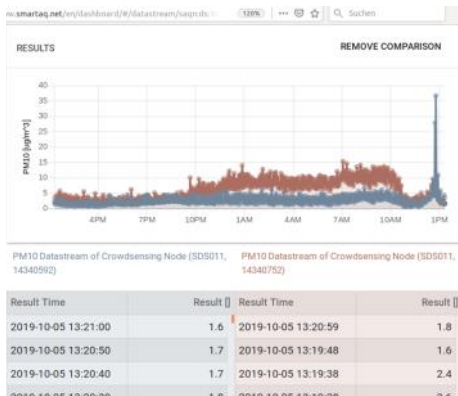 w.smartaq.net/en/dashboard/#/datastream/saqn:ds:
120%
Suchen
RESULTS
REMOVE COMPARISON
40
35
30
25
20
15
10
5
0
PM10 [ug/m^3]
4PM
7PM
10PM
1AM
4AM
7AM
10AM
1PM
PM10 Datastream of Crowdsensing Node (SDS011,
14340592)
PM10 Datastream of Crowdsensing Node (SDS011,
14340752)
Result Time Result [] Result Time Result []
2019-10-05 13:21:00 1.6 2019-10-05 13:20:59 1.8
2019-10-05 13:20:50 1.7 2019-10-05 13:19:48 1.6
2019-10-05 13:20:40 1.7 2019-10-05 13:19:38 2.4